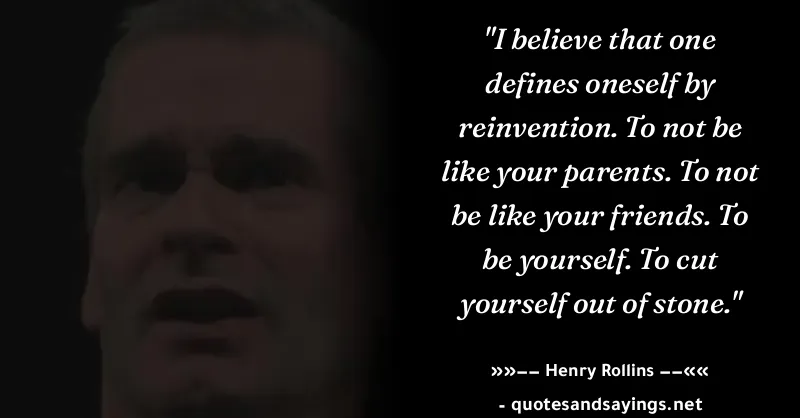 "I believe that one
defines oneself by
reinvention. To not be
like your parents. To not
be like your friends. To
be yourself. To cut
yourself out of stone."
»»–– Henry Rollins ––««
- quotesandsayings.net